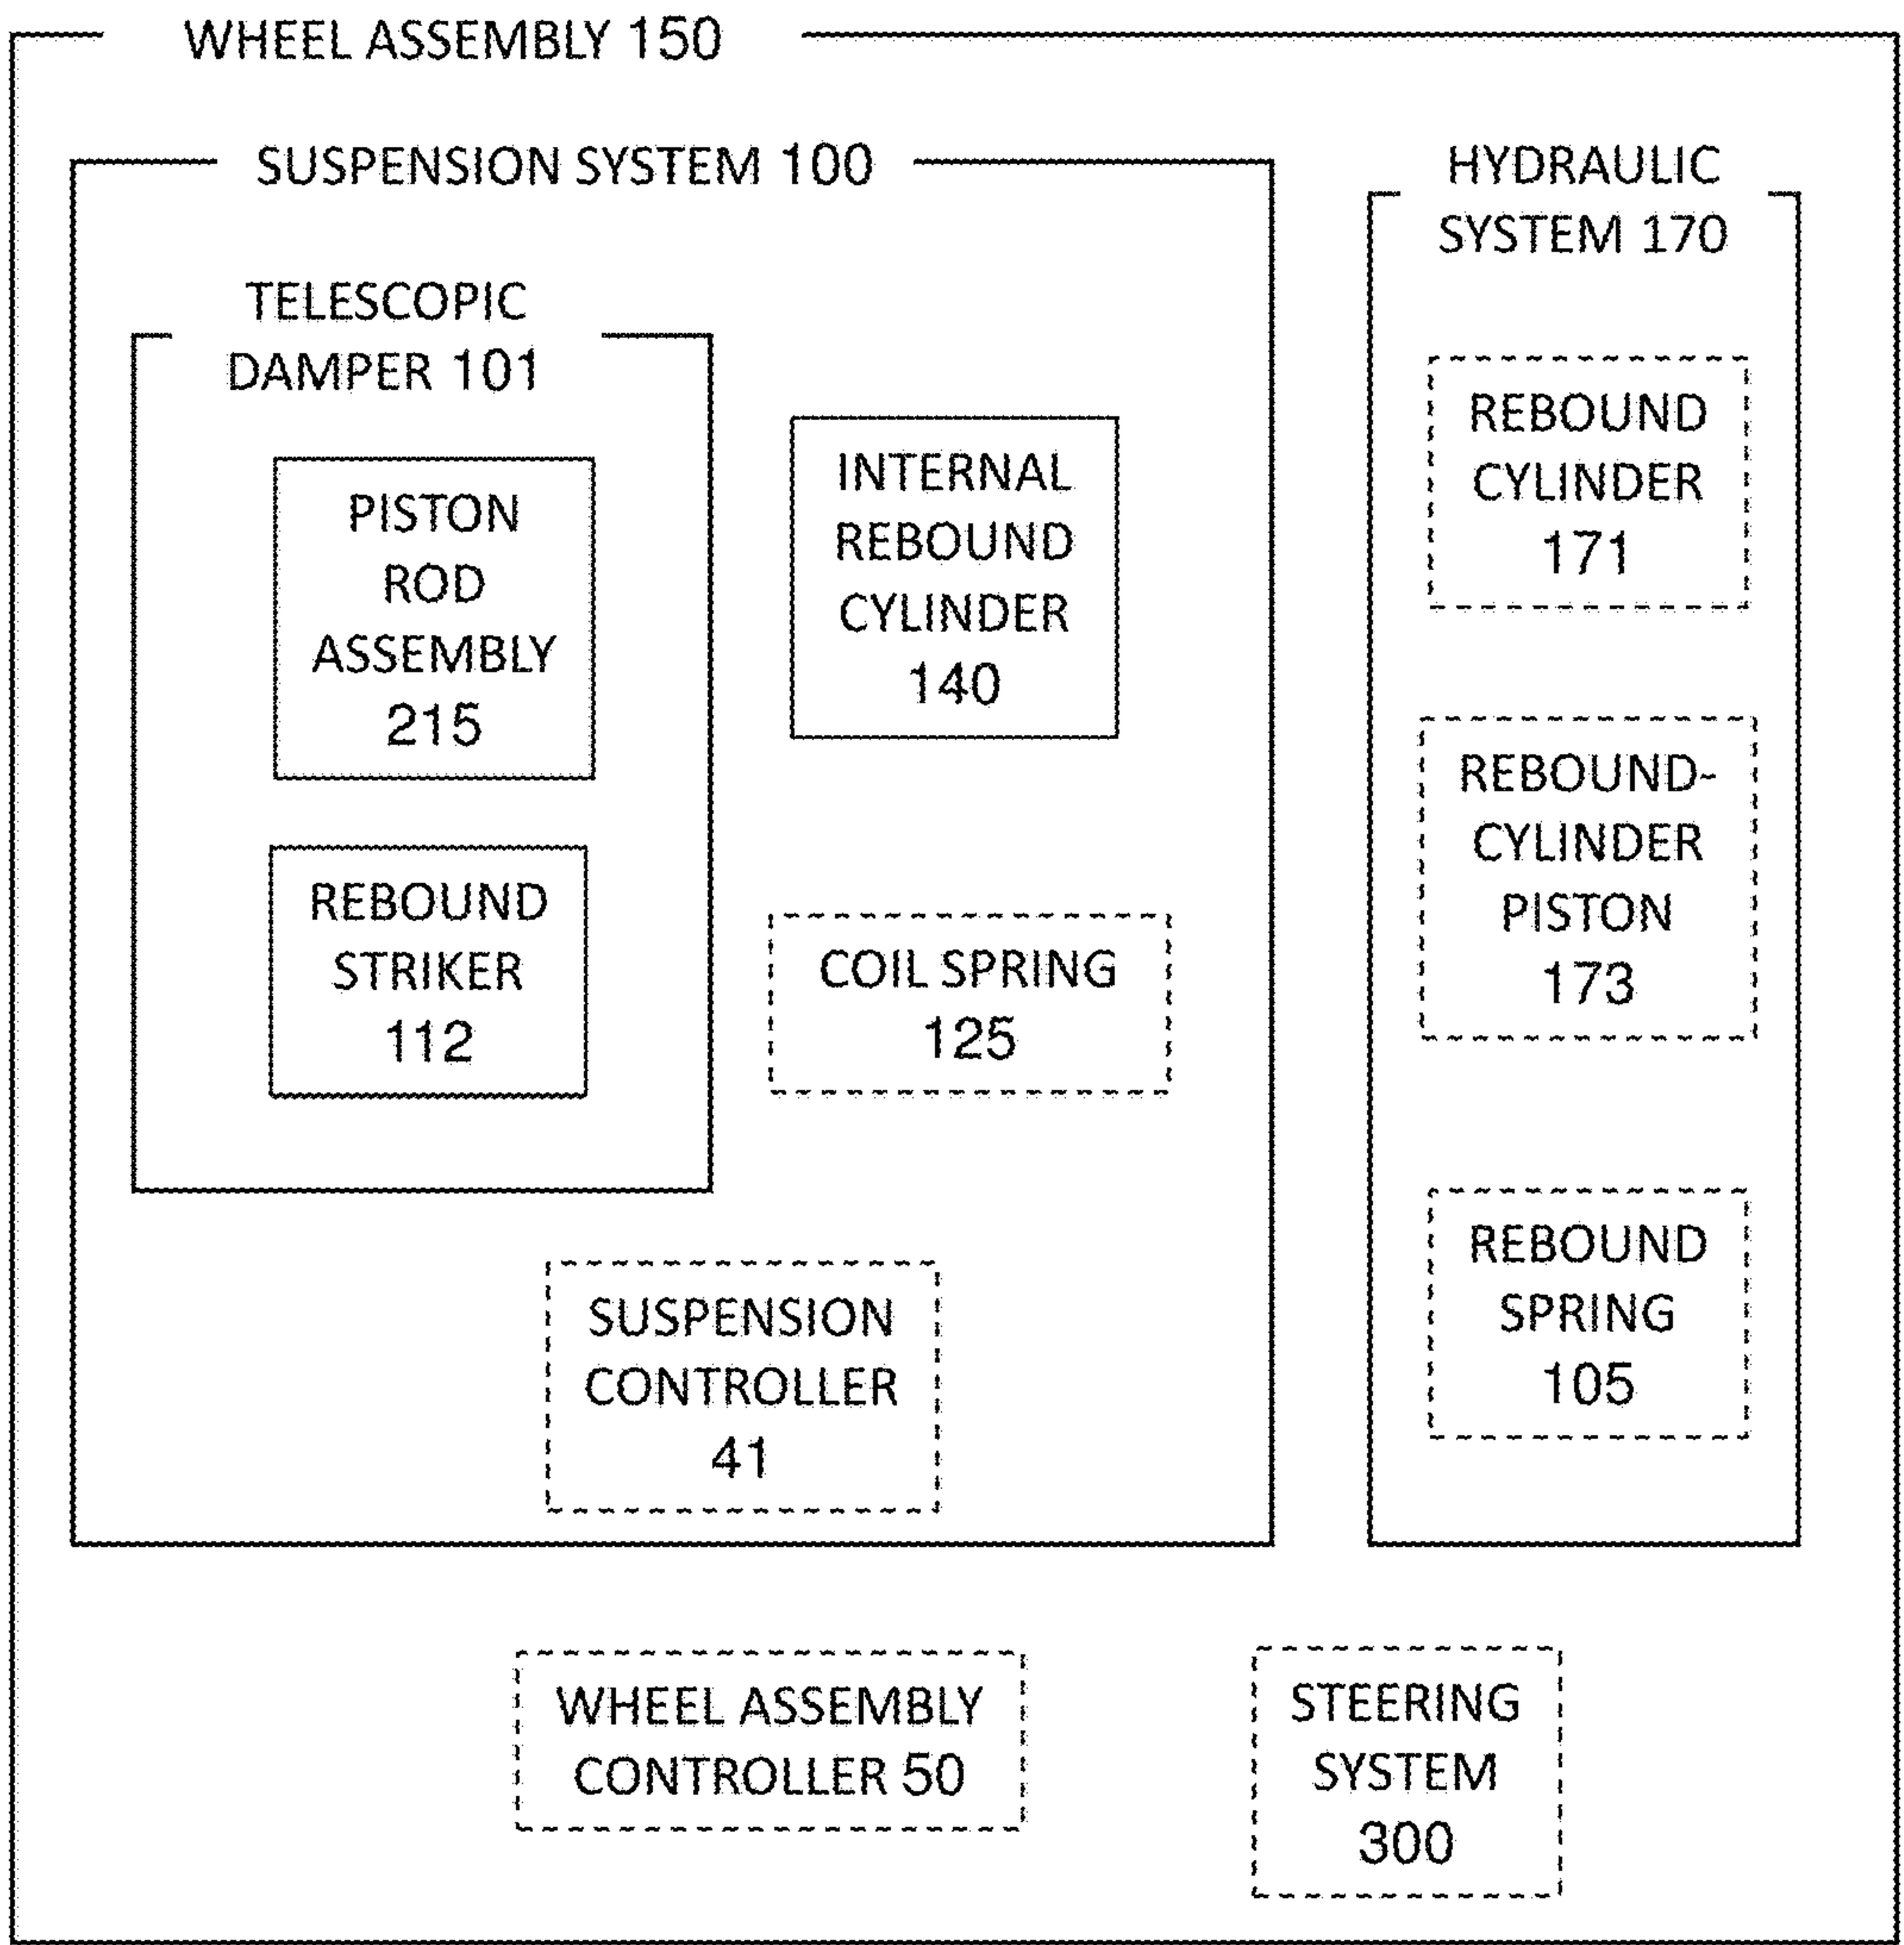 WHEEL ASSEMBLY 150
SUSPENSION SYSTEM 100
TELESCOPIC
DAMPER 101
PISTON
ROD
ASSEMBLY
215
REBOUND
STRIKER
112
INTERNAL
REBOUND
CYLINDER
140
COIL SPRING
125
SUSPENSION
CONTROLLER
41
HYDRAULIC
SYSTEM 170
REBOUND
CYLINDER
171
REBOUND-
CYLINDER
PISTON
173
REBOUND
SPRING
105
WHEEL ASSEMBLY
CONTROLLER 50
STEERING
SYSTEM
300